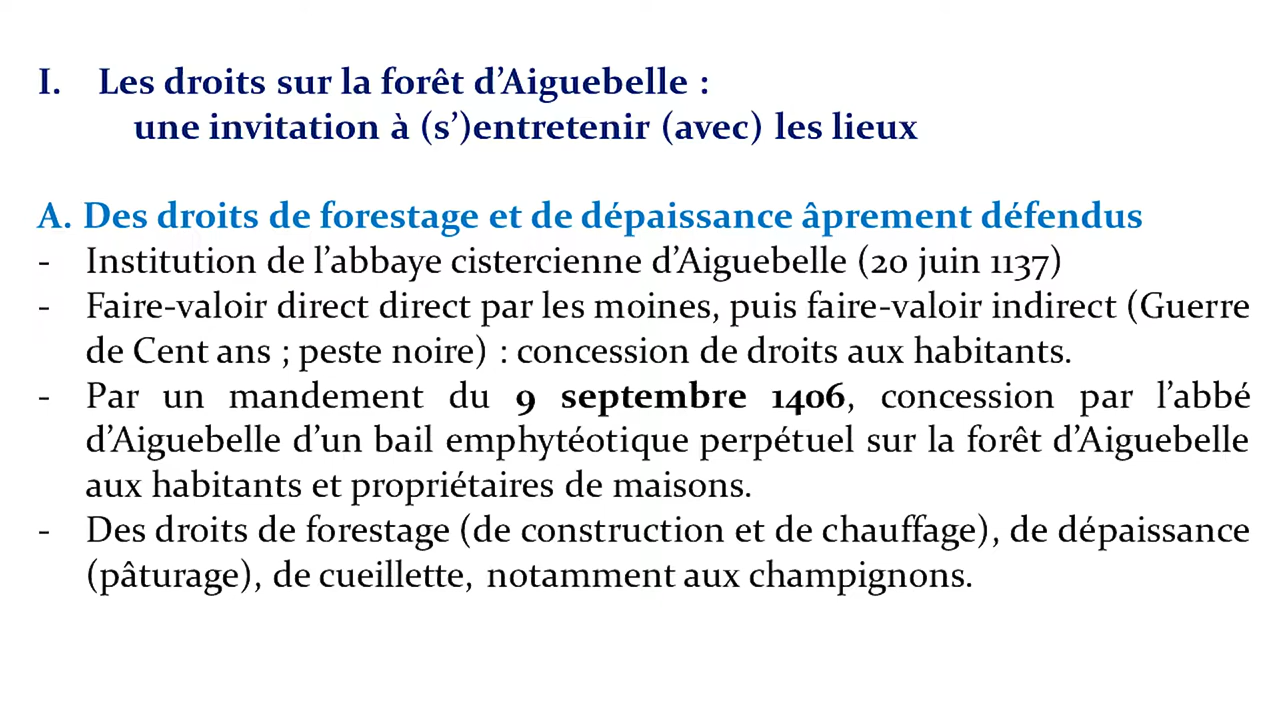 I. Les droits sur la forêt d’Aiguebelle :
une invitation à (s’)entretenir (avec) les lieux
A. Des droits de forestage et de dépaissance âprement défendus
- Institution de l’abbaye cistercienne d’Aiguebelle (20 juin 1137)
- Faire-valoir direct direct par les moines, puis faire-valoir indirect (Guerre
de Cent ans ; peste noire) : concession de droits aux habitants.
- Par un mandement du 9 septembre 1406, concession par l’abbé
d’Aiguebelle d’un bail emphytéotique perpétuel sur la forêt d’Aiguebelle
aux habitants et propriétaires de maisons.
- Des droits de forestage (de construction et de chauffage), de dépaissance
(pâturage), de cueillette, notamment aux champignons.